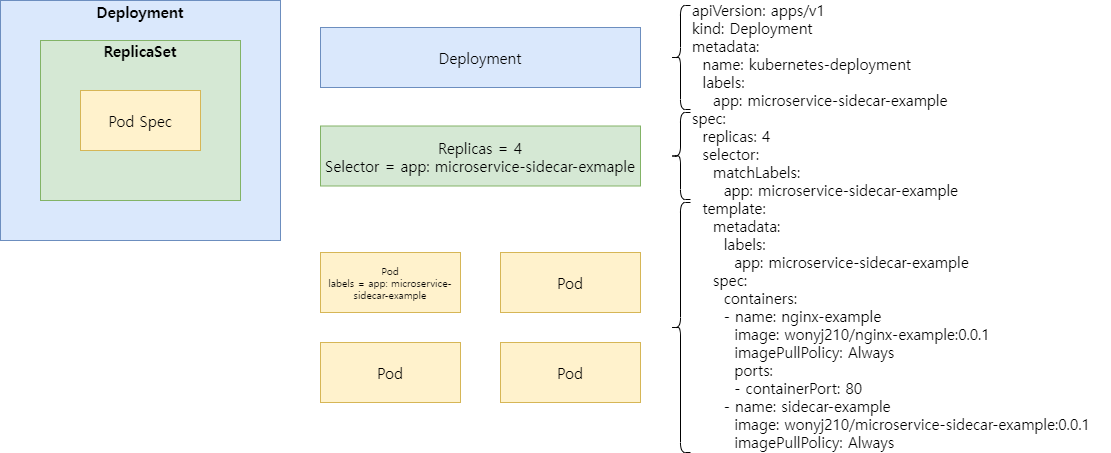 Deployment
ReplicaSet
Pod Spec
Deployment
Replicas = 4
Selector = app: microservice-sidecar-exmaple
Pod
labels = app: microservice-
sidecar-example
Pod
Pod
Pod
apiVersion: apps/v1
kind: Deployment
metadata:
name: kubernetes-deployment
labels:
app: microservice-sidecar-example
spec:
replicas: 4
selector:
matchLabels:
app: microservice-sidecar-example
template:
metadata:
labels:
app: microservice-sidecar-example
spec:
containers:
- name: nginx-example
image: wonyj210/nginx-example:0.0.1
imagePullPolicy: Always
ports:
- containerPort: 80
- name: sidecar-example
image: wonyj210/microservice-sidecar-example:0.0.1
imagePullPolicy: Always